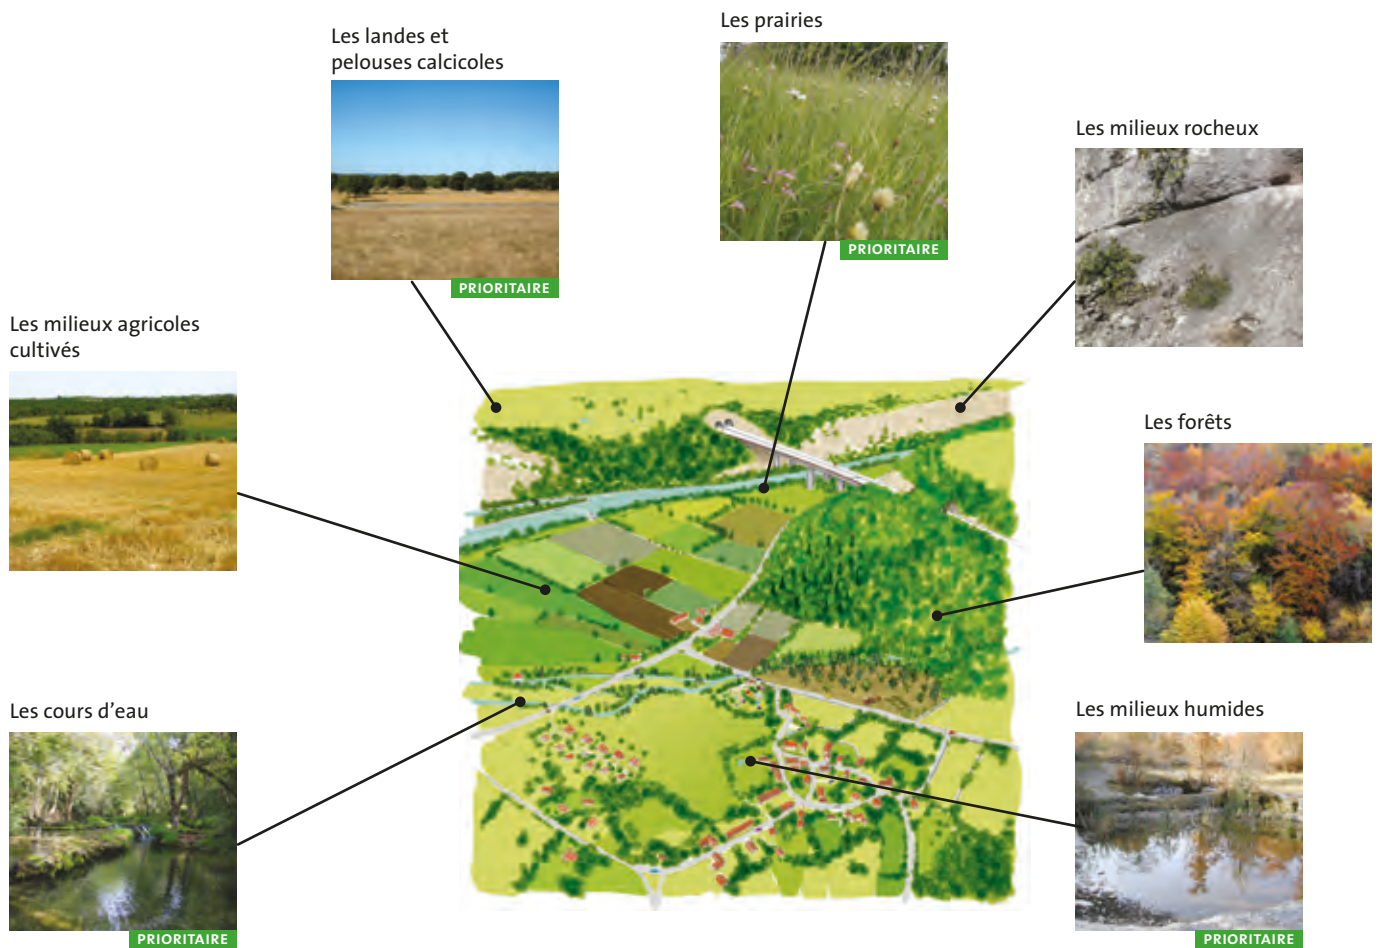 Les prairies
PRIORITAIRE
Les landes et
pelouses calcicoles
PRIORITAIRE
Les milieux rocheux
Les milieux agricoles
cultivés
Les forêts
Les cours d’eau
PRIORITAIRE
Les milieux humides
PRIORITAIRE